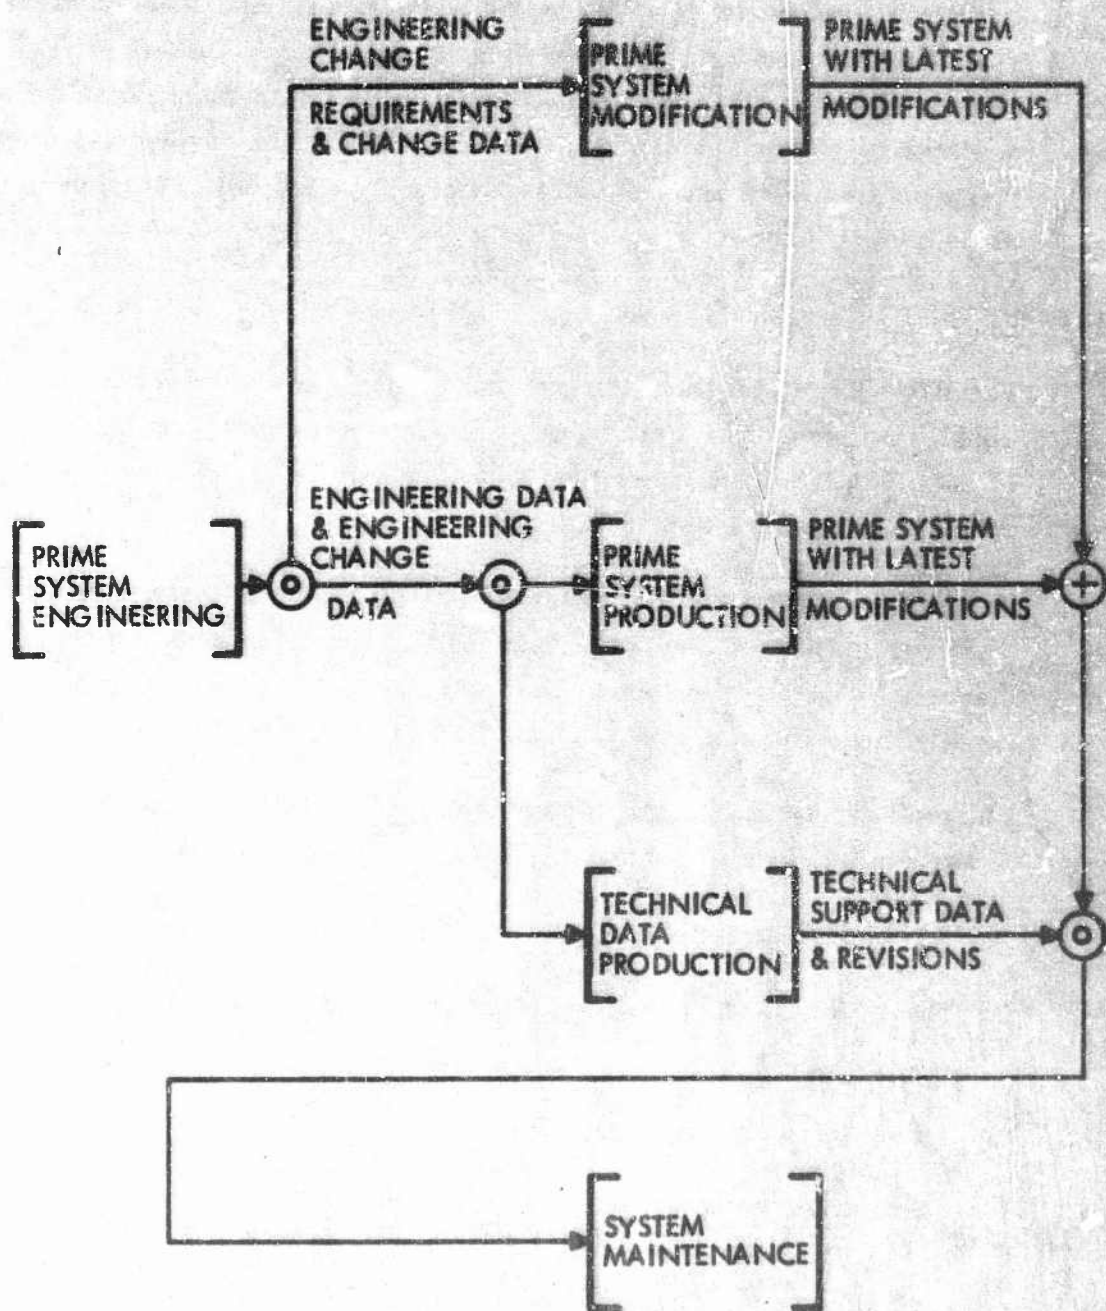 ENGINEERING
CHANGE
REQUIREMENTS
& CHANGE DATA
PRIME
SYSTEM
MODIFICATION
PRIME SYSTEM
WITH LATEST
MODIFICATIONS
PRIME
SYSTEM
ENGINEERING
ENGINEERING DATA
& ENGINEERING
CHANGE
DATA
PRIME
SYSTEM
PRODUCTION
PRIME SYSTEM
WITH LATEST
MODIFICATIONS
TECHNICAL
DATA
PRODUCTION
TECHNICAL
SUPPORT DATA
& REVISIONS
SYSTEM
MAINTENANCE